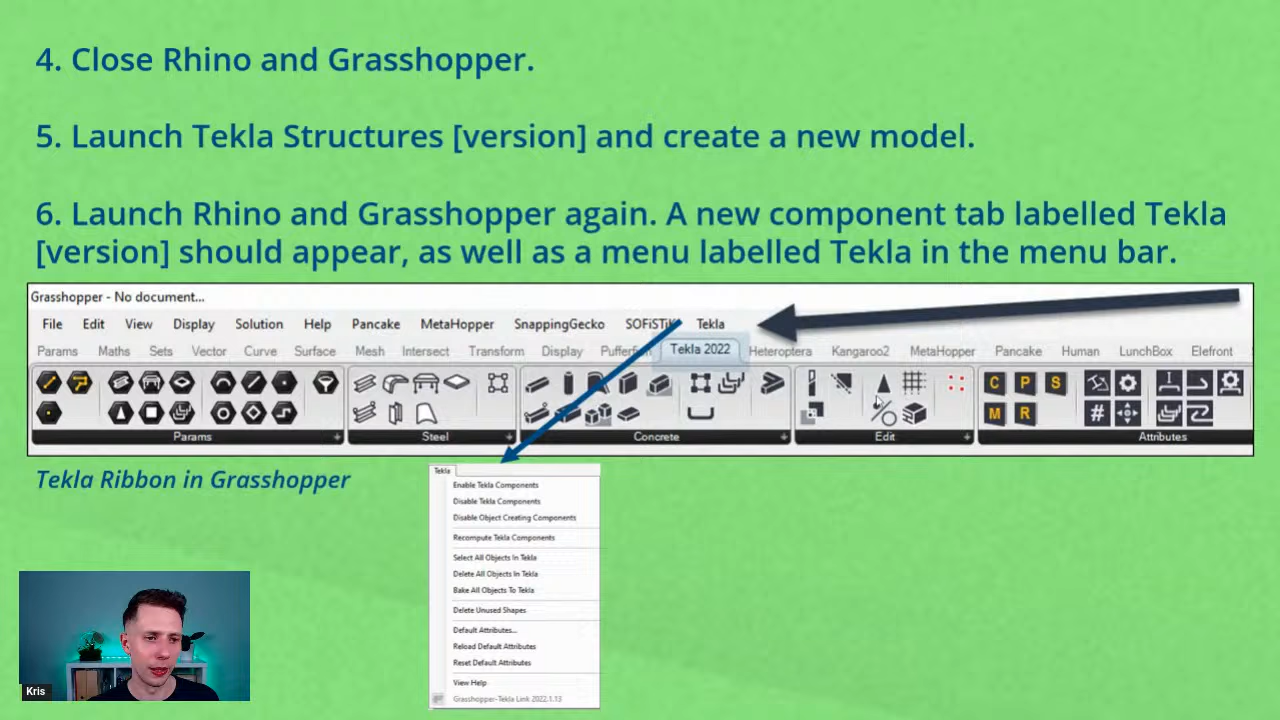 4. Close Rhino and Grasshopper.
5. Launch Tekla Structures [version] and create a new model.
6. Launch Rhino and Grasshopper again. A new component tab labelled Tekla
[version] should appear, as well as a menu labelled Tekla in the menu bar.
Grasshopper - No document...
File Edit View Display Solution Help Pancake MetaHopper SnappingGecko SOFiSTiK Tekla
Params Maths Sets Vector Curve Surface Mesh Intersect Transform Display Pufferfish Tekla 2022 Heteroptera Kangaroo2 MetaHopper Pancake Human LunchBox Elefront
C P S
# M R
Params Steel Concrete Edit Attributes
Tekla Ribbon in Grasshopper
Tekla
Enable Tekla Components
Disable Tekla Components
Disable Object Creating Components
Recompute Tekla Components
Select All Objects In Tekla
Delete All Objects In Tekla
Bake All Objects To Tekla
Delete Unused Shapes
Default Attributes...
Reload Default Attributes
Reset Default Attributes
View Help
Grasshopper-Tekla Link 2022.1.13
Kris